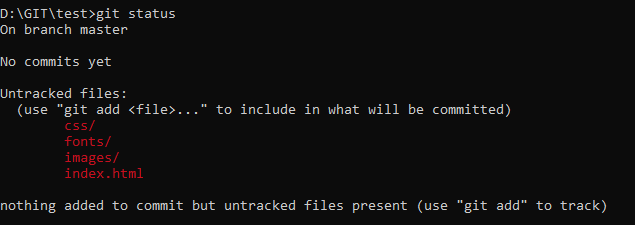 D:\GIT\test>git status
On branch master
No commits yet
Untracked files:
(use "git add <file>..." to include in what will be committed)
css/
fonts/
images/
index.html
nothing added to commit but untracked files present (use "git add" to track)